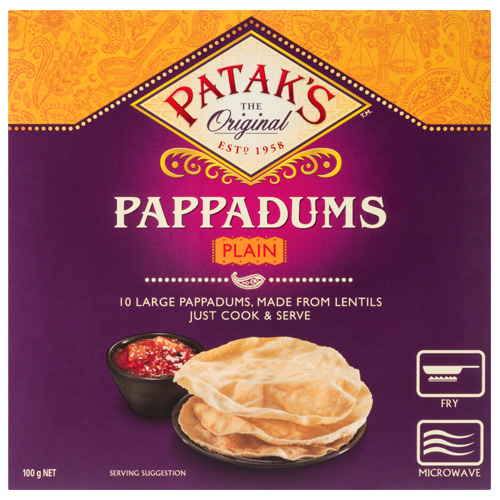 PATAK'S
THE
Original
ESTD 1958
T.M.
PAPPADUMS
PLAIN
10 LARGE PAPPADUMS, MADE FROM LENTILS
JUST COOK & SERVE
FRY
MICROWAVE
100 g NET
SERVING SUGGESTION